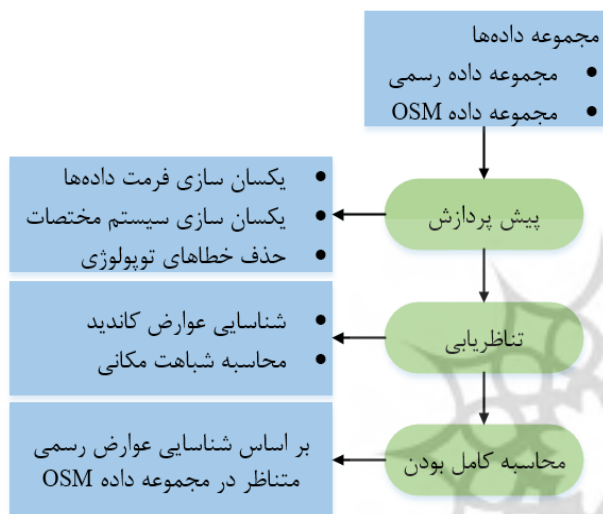 مجموعه داده‌ها
• مجموعه داده رسمی
• مجموعه داده OSM
پیش پردازش
• یکسان سازی فرمت داده‌ها
• یکسان سازی سیستم مختصات
• حذف خطاهای توپولوژی
تناظریابی
• شناسایی عوارض کاندید
• محاسبه شباهت مکانی
محاسبه کامل بودن
بر اساس شناسایی عوارض رسمی
متناظر در مجموعه داده OSM